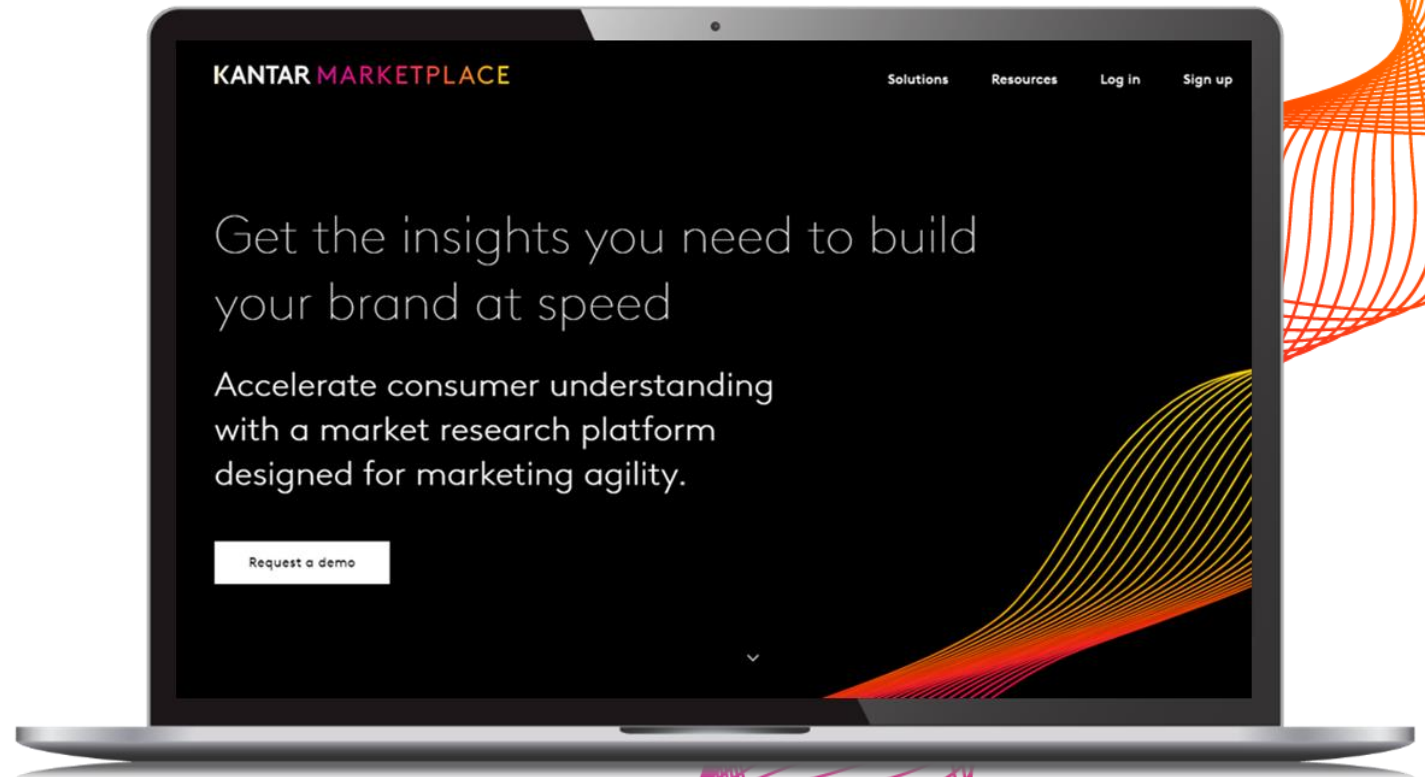 KANTAR MARKETPLACE
Solutions Resources Log in Sign up
Get the insights you need to build
your brand at speed
Accelerate consumer understanding
with a market research platform
designed for marketing agility.
Request a demo